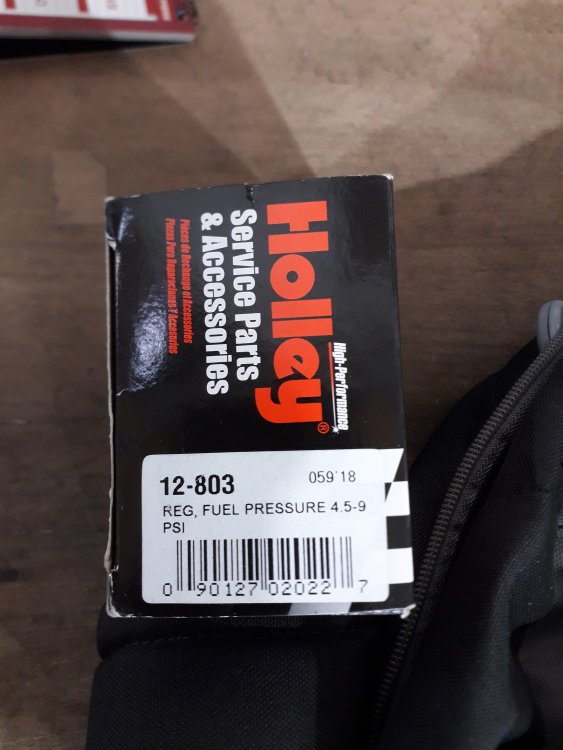 High-Performance
Holley®
Service Parts
& Accessories
Pièces de Rechange et Accessories
Piezas Para Reparaciones Y Accesorios
12-803
059'18
REG, FUEL PRESSURE 4.5-9
PSI
0 90127 02022 7